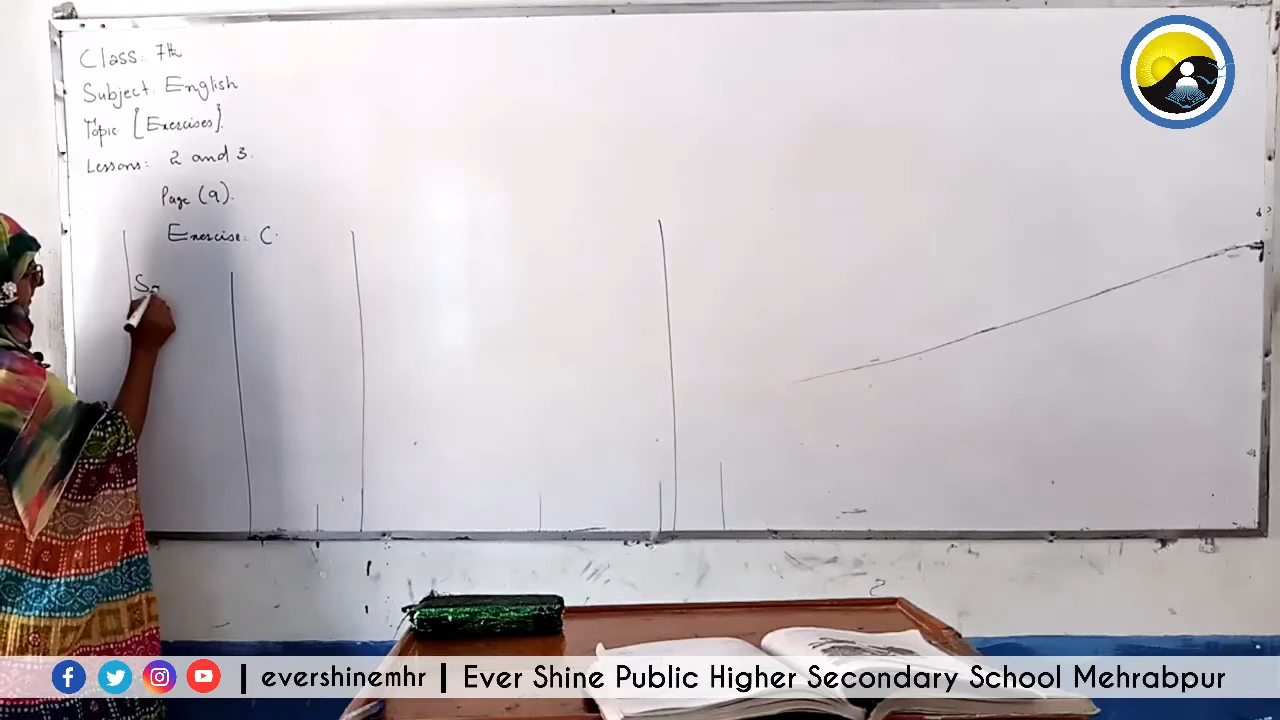 Class: 7th
Subject: English
Topic: [Exercises].
Lessons: 2 and 3.
Page (9).
Exercise: C.
| evershinemhr | Ever Shine Public Higher Secondary School Mehrabpur